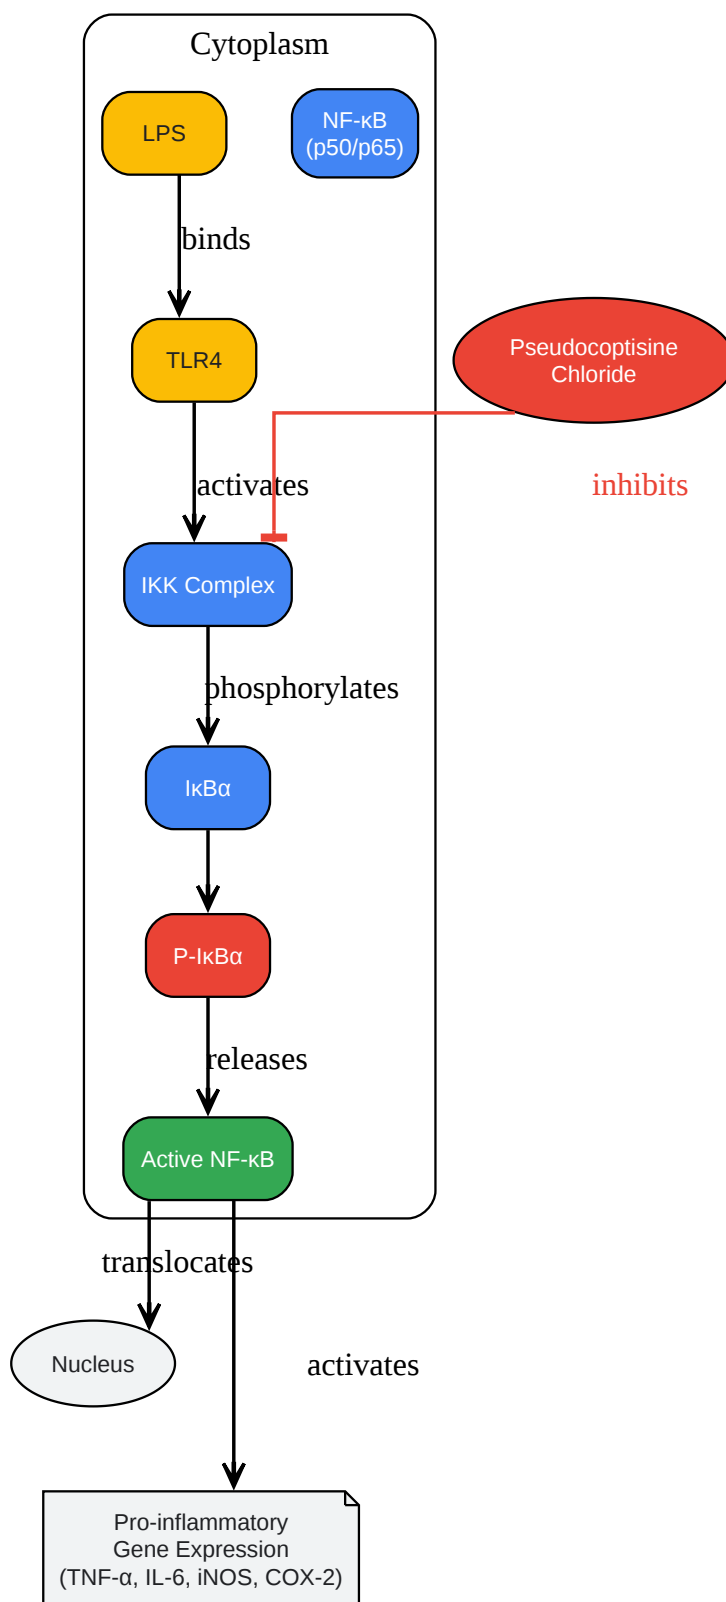 Cytoplasm
LPS
NF-κB
(p50/p65)
binds
TLR4
Pseudocoptisine
Chloride
activates
inhibits
IKK Complex
phosphorylates
IκBα
P-IκBα
releases
Active NF-κB
translocates
Nucleus
activates
Pro-inflammatory
Gene Expression
(TNF-α, IL-6, iNOS, COX-2)